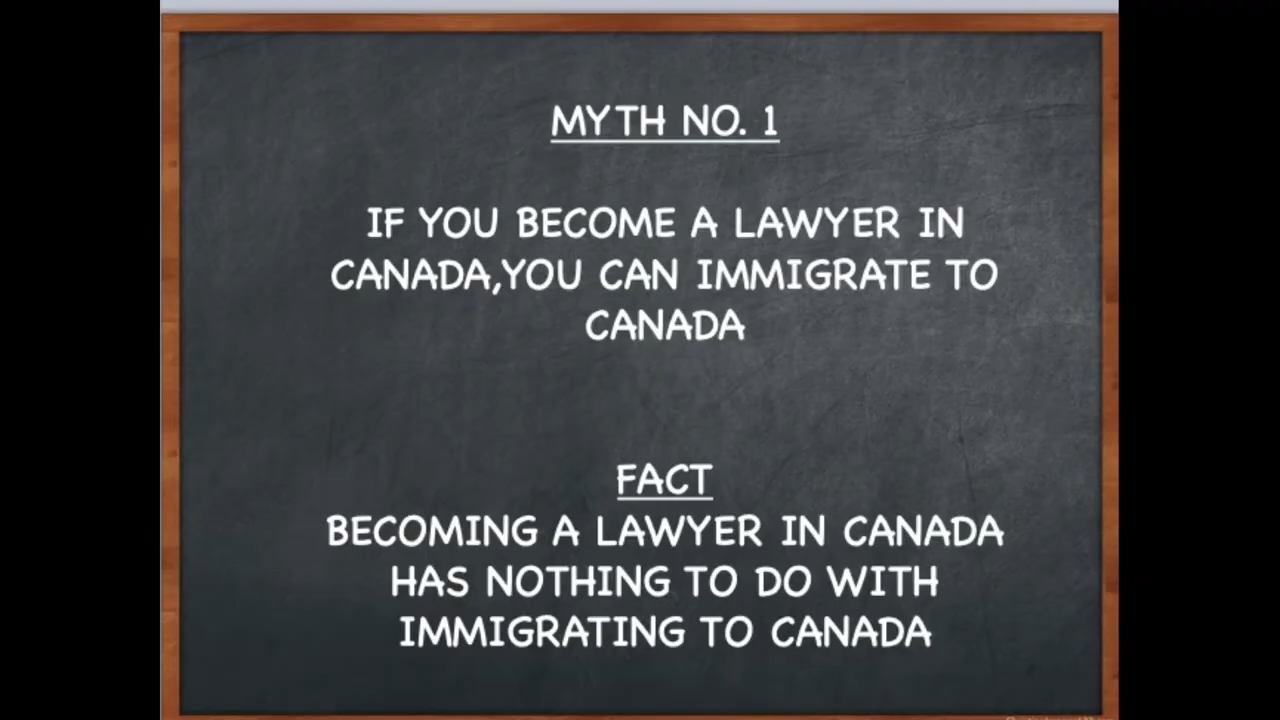 MYTH NO. 1
IF YOU BECOME A LAWYER IN
CANADA,YOU CAN IMMIGRATE TO
CANADA
FACT
BECOMING A LAWYER IN CANADA
HAS NOTHING TO DO WITH
IMMIGRATING TO CANADA